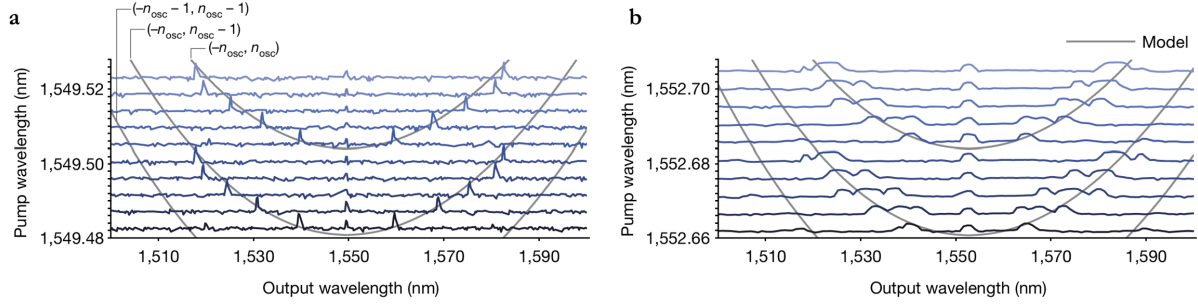 a
(–nosc – 1, nosc – 1)
(–nosc, nosc – 1)
(–nosc, nosc)
Pump wavelength (nm)
1,549.52
1,549.50
1,549.48
1,510
1,530
1,550
1,570
1,590
Output wavelength (nm)
b
Model
Pump wavelength (nm)
1,552.70
1,552.68
1,552.66
1,510
1,530
1,550
1,570
1,590
Output wavelength (nm)